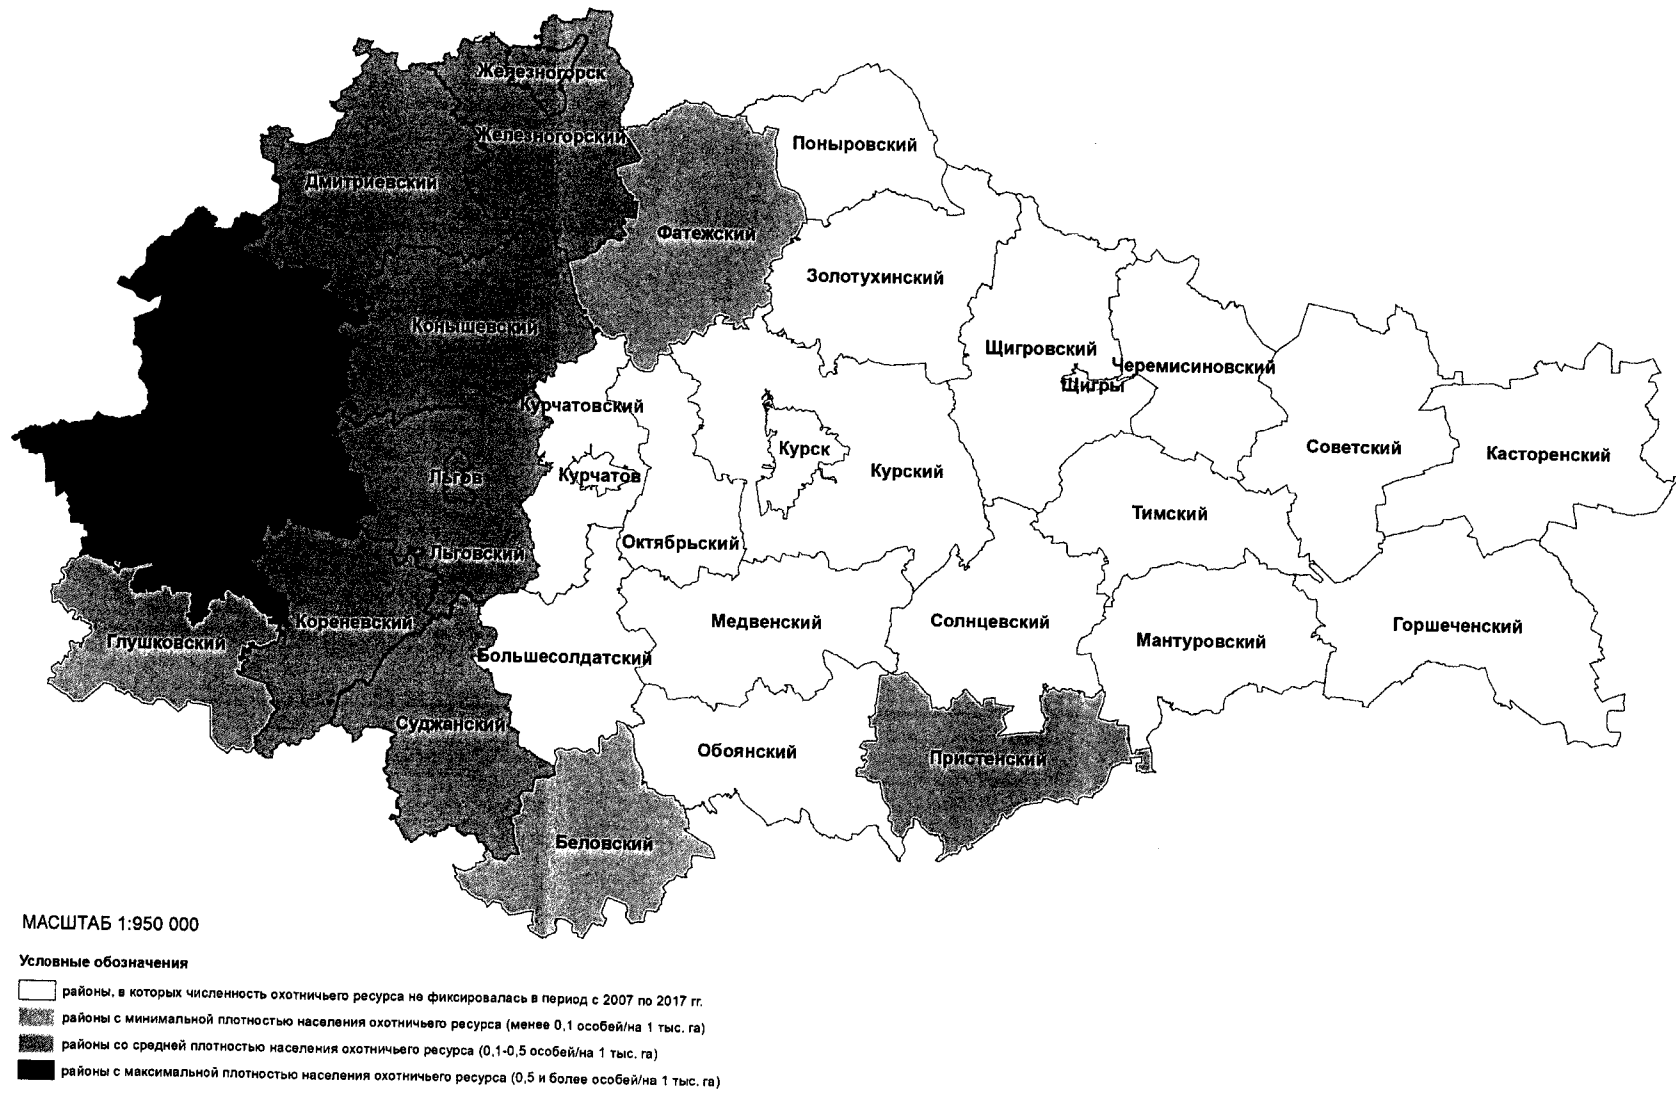 Железногорск
Железногорский
Поныровский
Дмитриевский
Фатежский
Золотухинский
Конышевский
Щигровский
Черемисиновский
Щигры
Курчатовский
Советский
Касторенский
Курск
Курский
Льгов
Курчатов
Тимский
Октябрьский
Льговский
Кореневский
Медвенский
Солнцевский
Мантуровский
Горшеченский
Глушковский
Большесолдатский
Суджанский
Обоянский
Пристенский
Беловский
МАСШТАБ 1:950 000
Условные обозначения
районы, в которых численность охотничьего ресурса не фиксировалась в период с 2007 по 2017 гг.
районы с минимальной плотностью населения охотничьего ресурса (менее 0,1 особей/на 1 тыс. га)
районы со средней плотностью населения охотничьего ресурса (0,1-0,5 особей/на 1 тыс. га)
районы с максимальной плотностью населения охотничьего ресурса (0,5 и более особей/на 1 тыс. га)